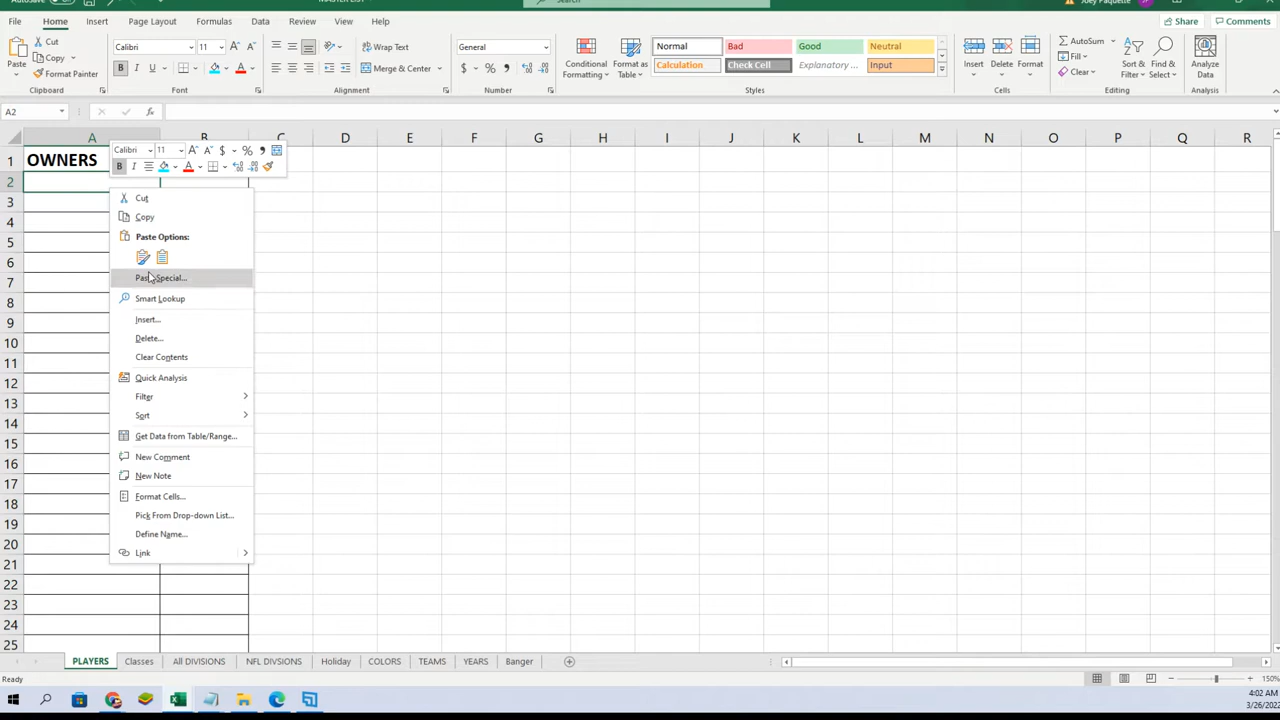 Search
Joey Paquette
File Home Insert Page Layout Formulas Data Review View Help Share Comments
Paste Cut Copy Format Painter Clipboard
Calibri 11 A A B I U A Font
Wrap Text Merge & Center Alignment
General $ % , Number
Conditional Formatting Format as Table
Normal Bad Good Neutral
Calculation Check Cell Explanatory ... Input
Styles
Insert Delete Format Cells
AutoSum Fill Clear Sort & Filter Find & Select Editing
Analyze Data Analysis
A2 fx
A B C D E F G H I J K L M N O P Q R
1 OWNERS
Calibri 11 A A $ % ,
B I A
2
3
4
5
6
7
8
9
10
11
12
13
14
15
16
17
18
19
20
21
22
23
24
25
Cut
Copy
Paste Options:
Paste Special...
Smart Lookup
Insert...
Delete...
Clear Contents
Quick Analysis
Filter
Sort
Get Data from Table/Range...
New Comment
New Note
Format Cells...
Pick From Drop-down List...
Define Name...
Link
PLAYERS Classes All DIVISIONS NFL DIVSIONS Holiday COLORS TEAMS YEARS Banger
Ready 150%
4:02 AM